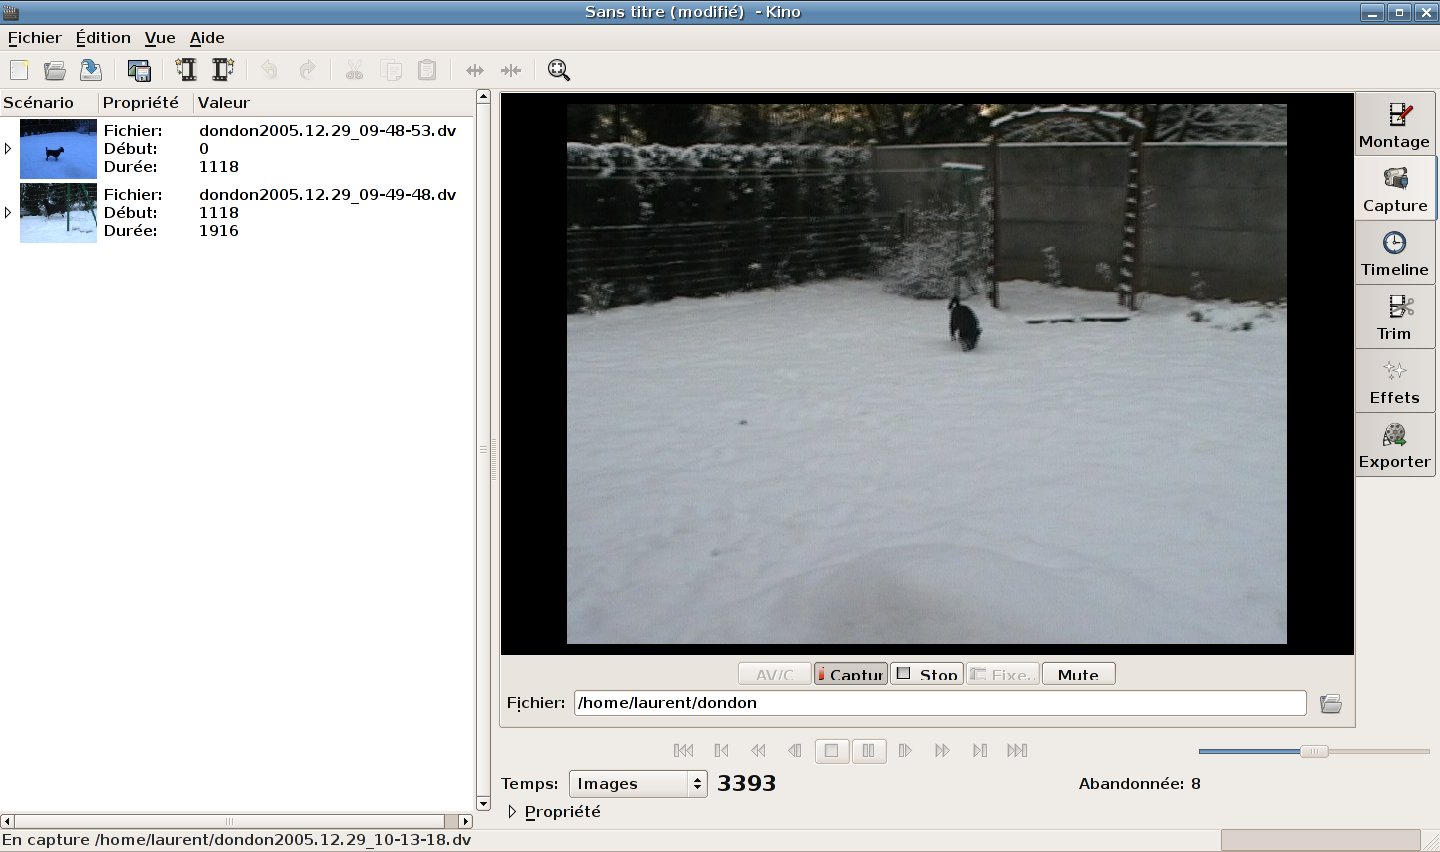 Sans titre (modifié) - Kino
Fichier Édition Vue Aide
Scénario Propriété Valeur
Fichier: dondon2005.12.29_09-48-53.dv
Début: 0
Durée: 1118
Fichier: dondon2005.12.29_09-49-48.dv
Début: 1118
Durée: 1916
Montage
Capture
Timeline
Trim
Effets
Exporter
AV/C Captur Stop Fixe.. Mute
Fichier: /home/laurent/dondon
Temps: Images 3393 Abandonnée: 8
Propriété
En capture /home/laurent/dondon2005.12.29_10-13-18.dv